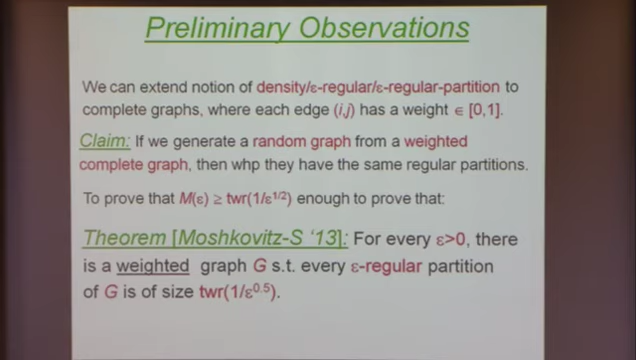 Preliminary Observations
We can extend notion of density/ε-regular/ε-regular-partition to
complete graphs, where each edge (i,j) has a weight ∈ [0,1].
Claim: If we generate a random graph from a weighted
complete graph, then whp they have the same regular partitions.
To prove that M(ε) ≥ twr(1/ε^1/2) enough to prove that:
Theorem [Moshkovitz-S '13]: For every ε>0, there
is a weighted graph G s.t. every ε-regular partition
of G is of size twr(1/ε^0.5).